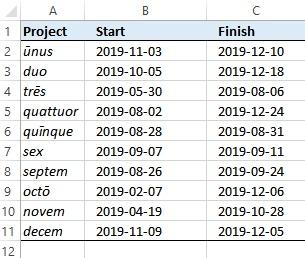 A B C
1 Project Start Finish
2 ūnus 2019-11-03 2019-12-10
3 duo 2019-10-05 2019-12-18
4 trēs 2019-05-30 2019-08-06
5 quattuor 2019-08-02 2019-12-24
6 quīnque 2019-08-28 2019-08-31
7 sex 2019-09-07 2019-09-11
8 septem 2019-08-26 2019-09-24
9 octō 2019-02-07 2019-12-06
10 novem 2019-04-19 2019-10-28
11 decem 2019-11-09 2019-12-05
12